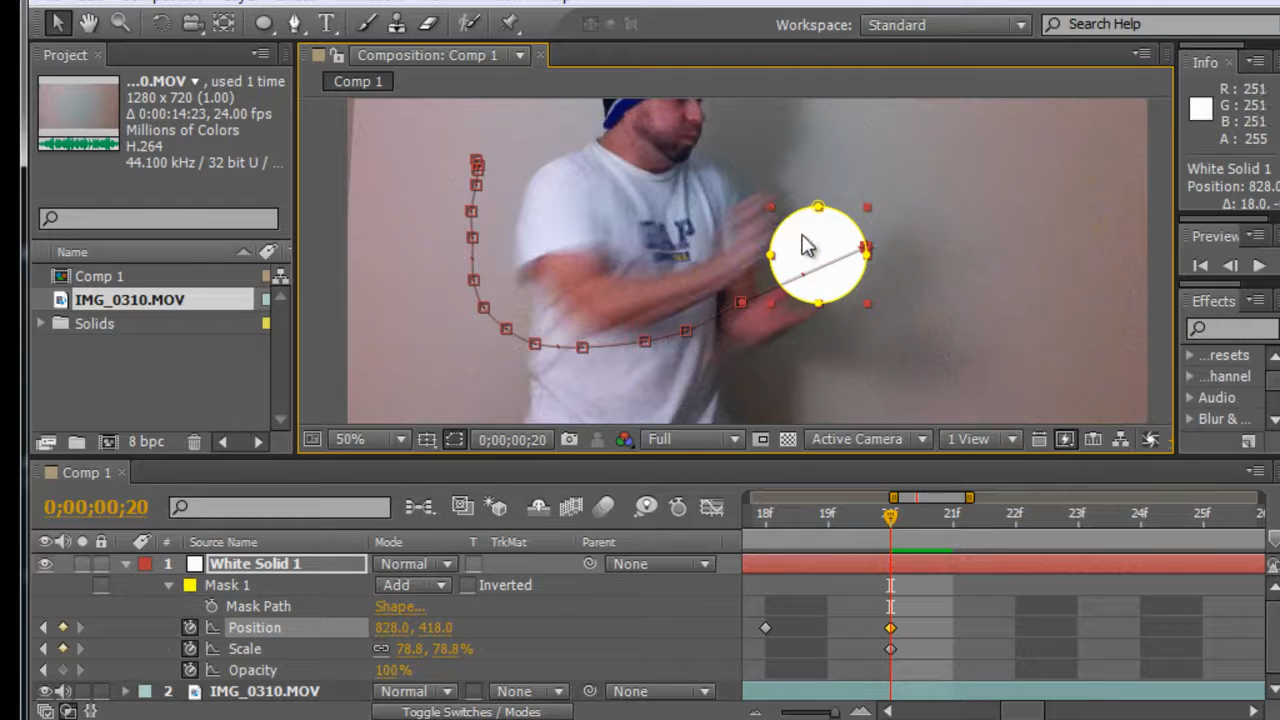 Workspace: Standard
Search Help
Project
Composition: Comp 1
Info
Comp 1
...0.MOV ▾, used 1 time
1280 x 720 (1.00)
Δ 0:00:14:23, 24.00 fps
Millions of Colors
H.264
44.100 kHz / 32 bit U / ...
R : 251
G : 251
B : 251
A : 255
White Solid 1
Position: 828.0
Δ: 18.0,
Name
Comp 1
IMG_0310.MOV
Solids
GAP
Preview
Effects
...resets
...hannel
Audio
Blur &...
8 bpc
50%
0;00;00;20
Full
Active Camera
1 View
Comp 1
0;00;00;20
18f 19f 21f 22f 23f 24f 25f
# Source Name Mode T TrkMat Parent
1 White Solid 1 Normal None
Mask 1 Add Inverted
Mask Path Shape...
Position 828.0, 418.0
Scale 78.8, 78.8%
Opacity 100%
2 IMG_0310.MOV Normal None None
Toggle Switches / Modes